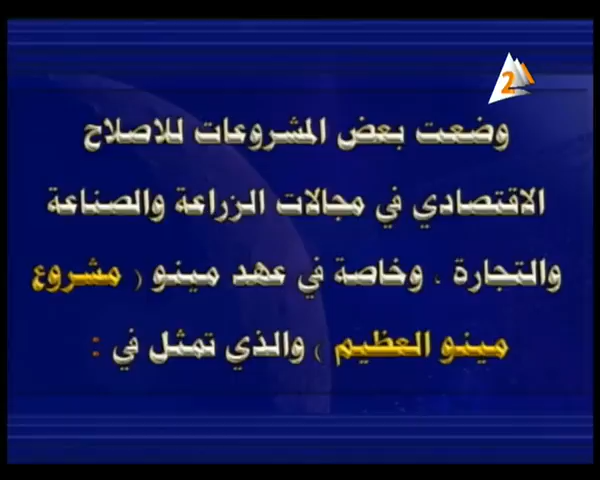 2
وضعت بعض المشروعات للاصلاح
الاقتصادي في مجالات الزراعة والصناعة
والتجارة ، وخاصة في عهد مينو ( مشروع
مينو العظيم ) والذي تمثل في :